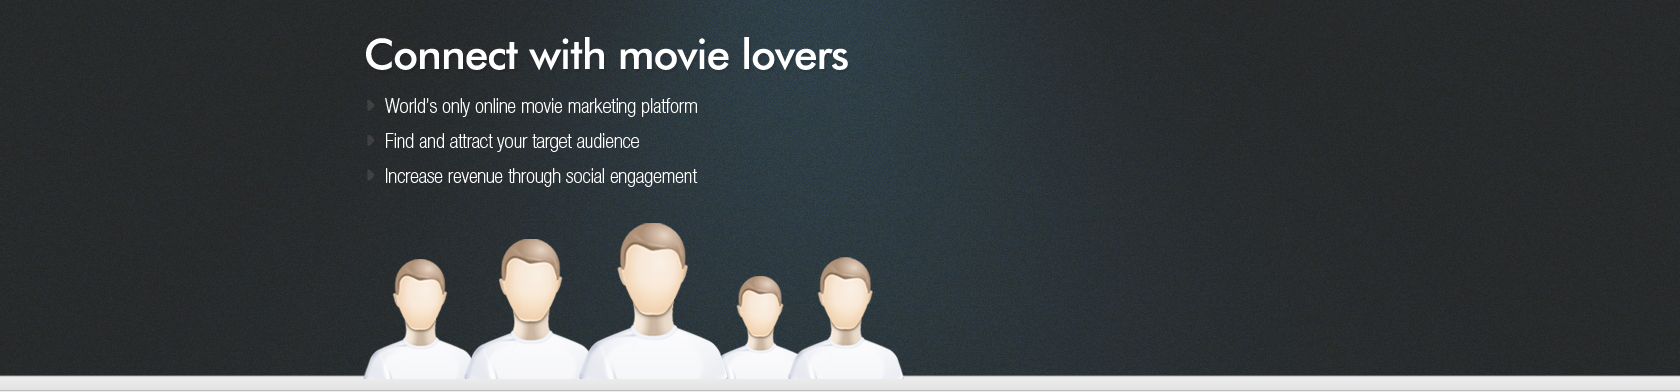 Connect with movie lovers
World's only online movie marketing platform
Find and attract your target audience
Increase revenue through social engagement